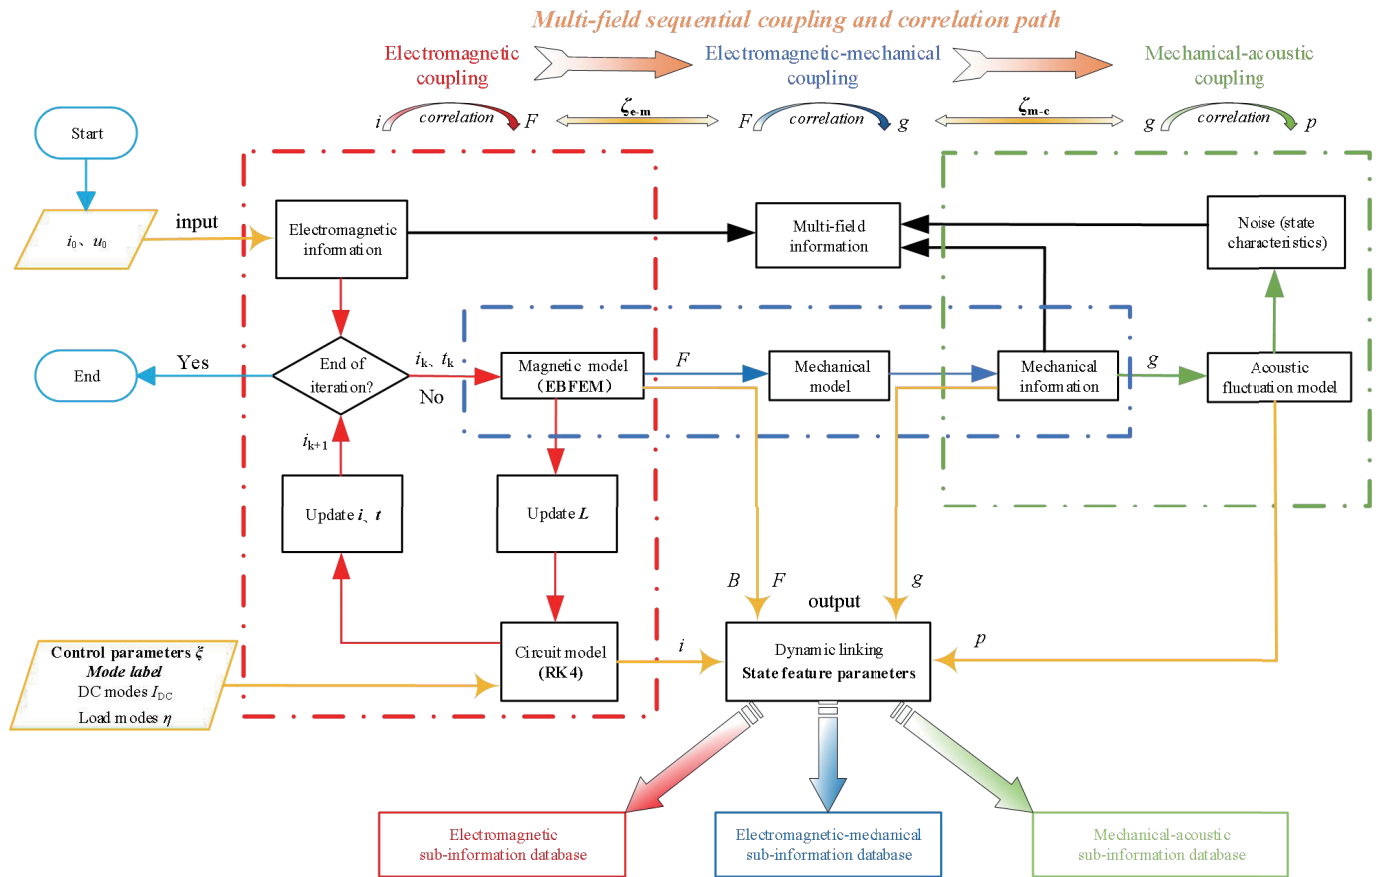 Multi-field sequential coupling and correlation path
Electromagnetic
coupling
Electromagnetic-mechanical
coupling
Mechanical-acoustic
coupling
i correlation F
ζe-m
F correlation g
ζm-c
g correlation p
Start
i0、u0
input
Electromagnetic
information
Multi-field
information
Noise (state
characteristics)
End
Yes
End of
iteration?
ik、tk
No
Magnetic model
（EBFEM）
F
Mechanical
model
Mechanical
information
g
Acoustic
fluctuation model
ik+1
Update i、t
Update L
B F
g
output
Control parameters ξ
Mode label
DC modes IDC
Load modes η
Circuit model
(RK4)
i
Dynamic linking
State feature parameters
p
Electromagnetic
sub-information database
Electromagnetic-mechanical
sub-information database
Mechanical-acoustic
sub-information database